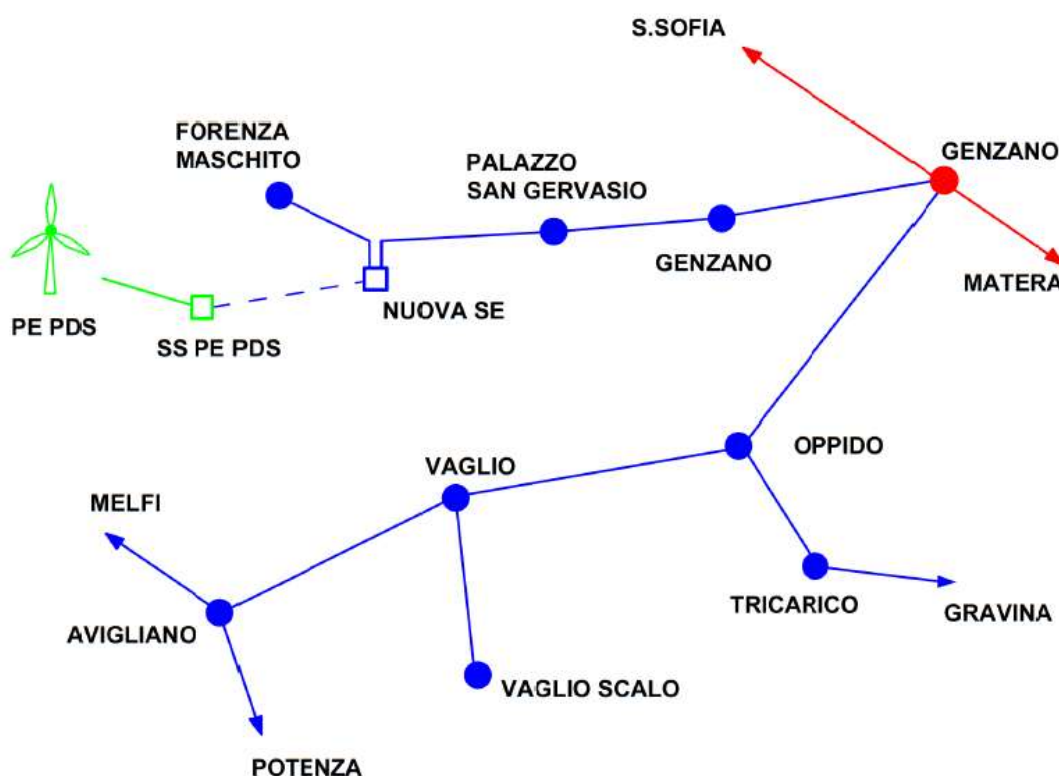 S.SOFIA
FORENZA
MASCHITO
PALAZZO
SAN GERVASIO
GENZANO
GENZANO
MATERA
NUOVA SE
PE PDS
SS PE PDS
OPPIDO
VAGLIO
MELFI
TRICARICO
GRAVINA
AVIGLIANO
VAGLIO SCALO
POTENZA